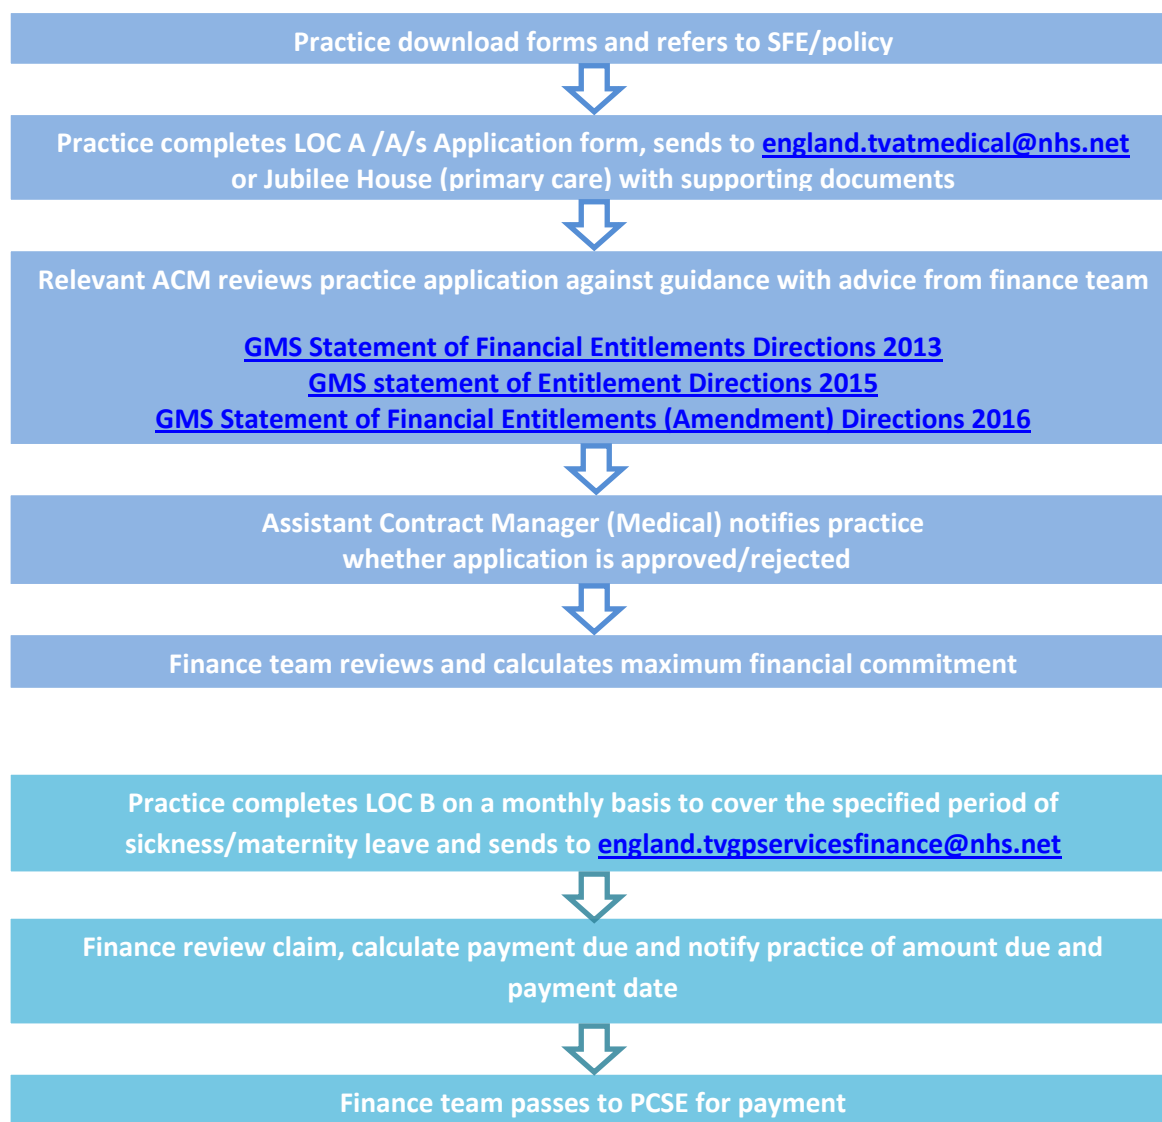 Practice download forms and refers to SFE/policy
Practice completes LOC A /A/s Application form, sends to england.tvatmedical@nhs.net
or Jubilee House (primary care) with supporting documents
Relevant ACM reviews practice application against guidance with advice from finance team
GMS Statement of Financial Entitlements Directions 2013
GMS statement of Entitlement Directions 2015
GMS Statement of Financial Entitlements (Amendment) Directions 2016
Assistant Contract Manager (Medical) notifies practice
whether application is approved/rejected
Finance team reviews and calculates maximum financial commitment
Practice completes LOC B on a monthly basis to cover the specified period of
sickness/maternity leave and sends to england.tvgpservicesfinance@nhs.net
Finance review claim, calculate payment due and notify practice of amount due and
payment date
Finance team passes to PCSE for payment